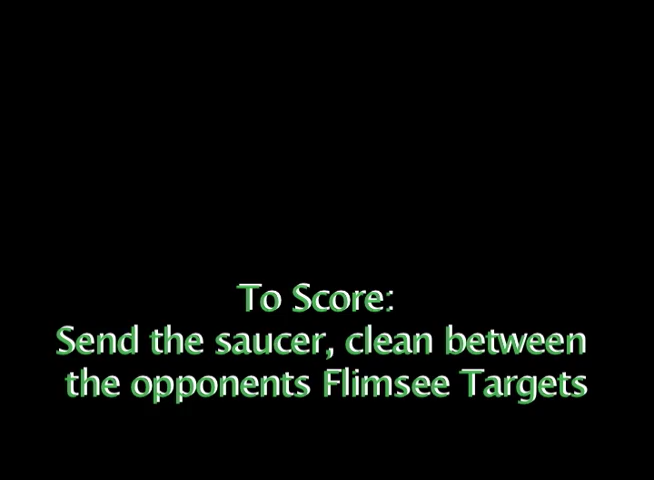 To Score:
Send the saucer, clean between
the opponents Flimsee Targets